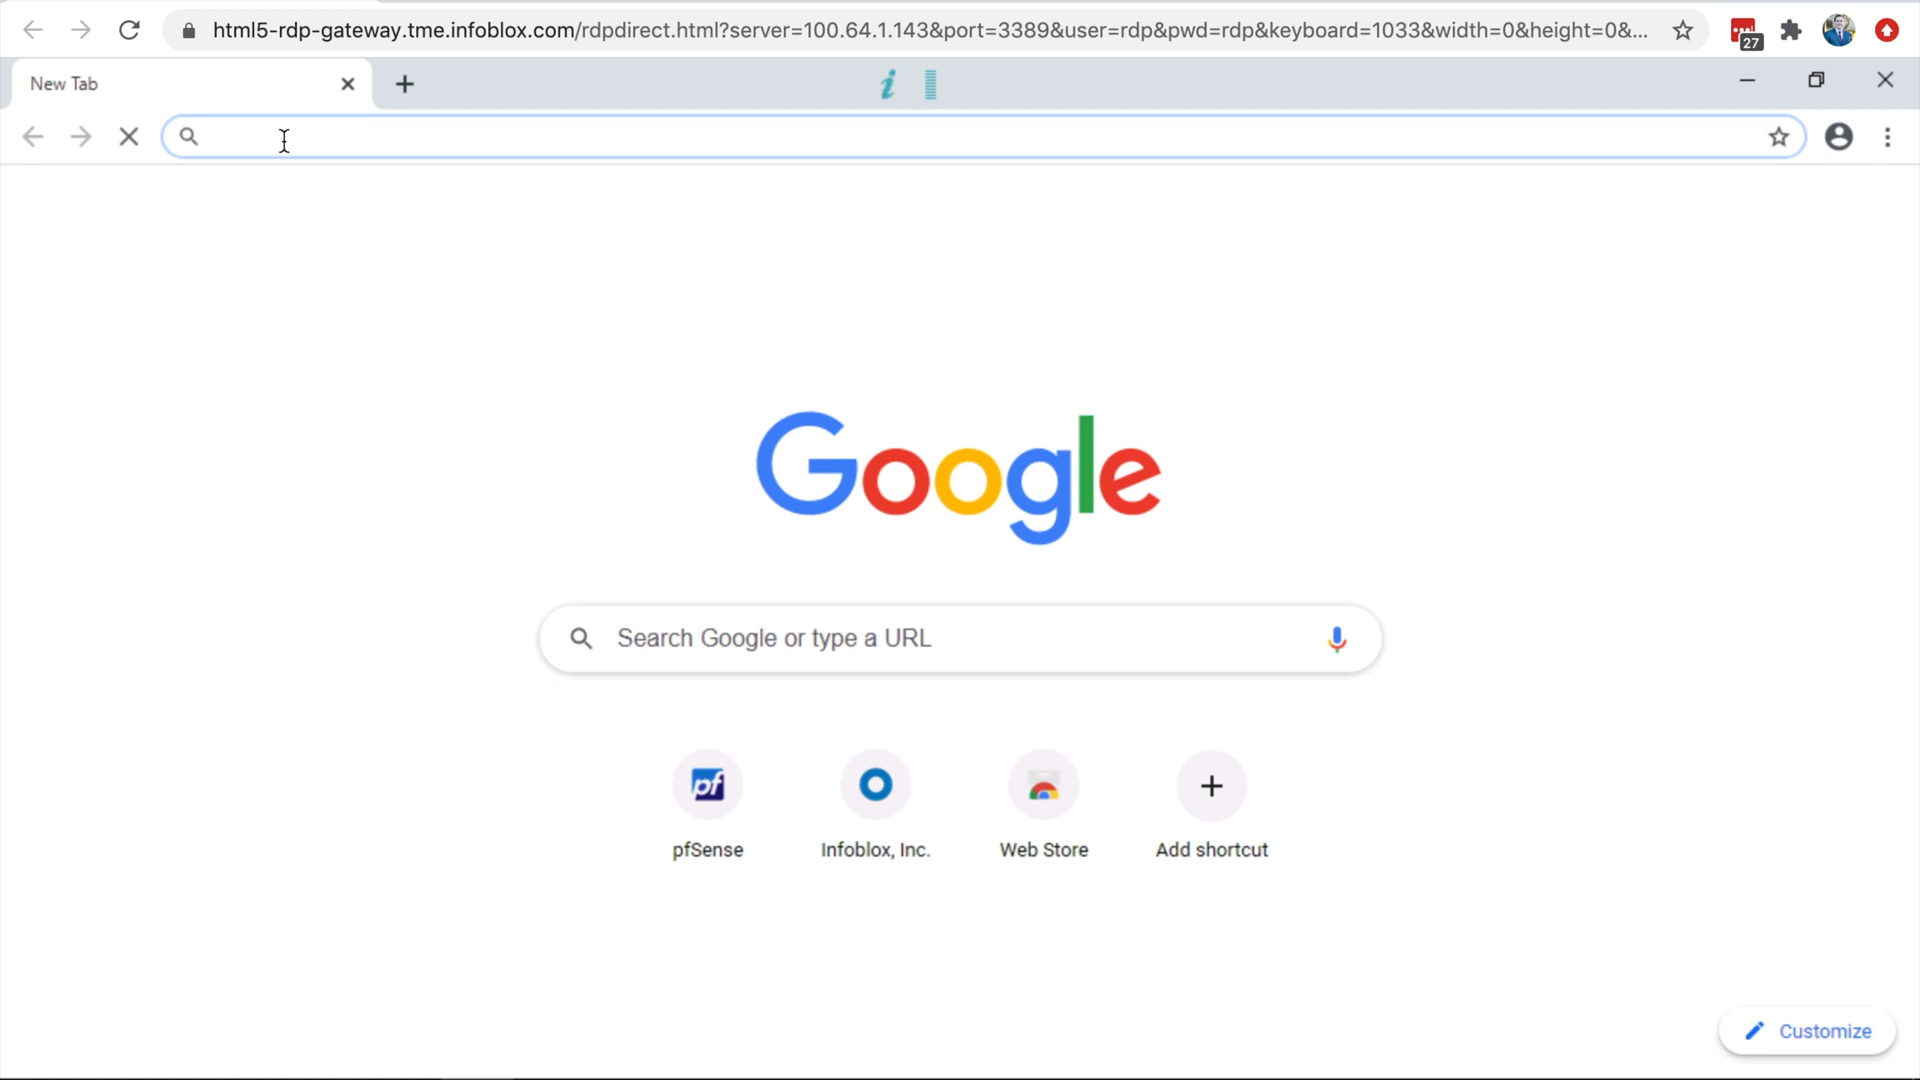 html5-rdp-gateway.tme.infoblox.com/rdpdirect.html?server=100.64.1.143&port=3389&user=rdp&pwd=rdp&keyboard=1033&width=0&height=0&...
27
New Tab
i
Google
Search Google or type a URL
pf
pfSense
Infoblox, Inc.
Web Store
Add shortcut
Customize